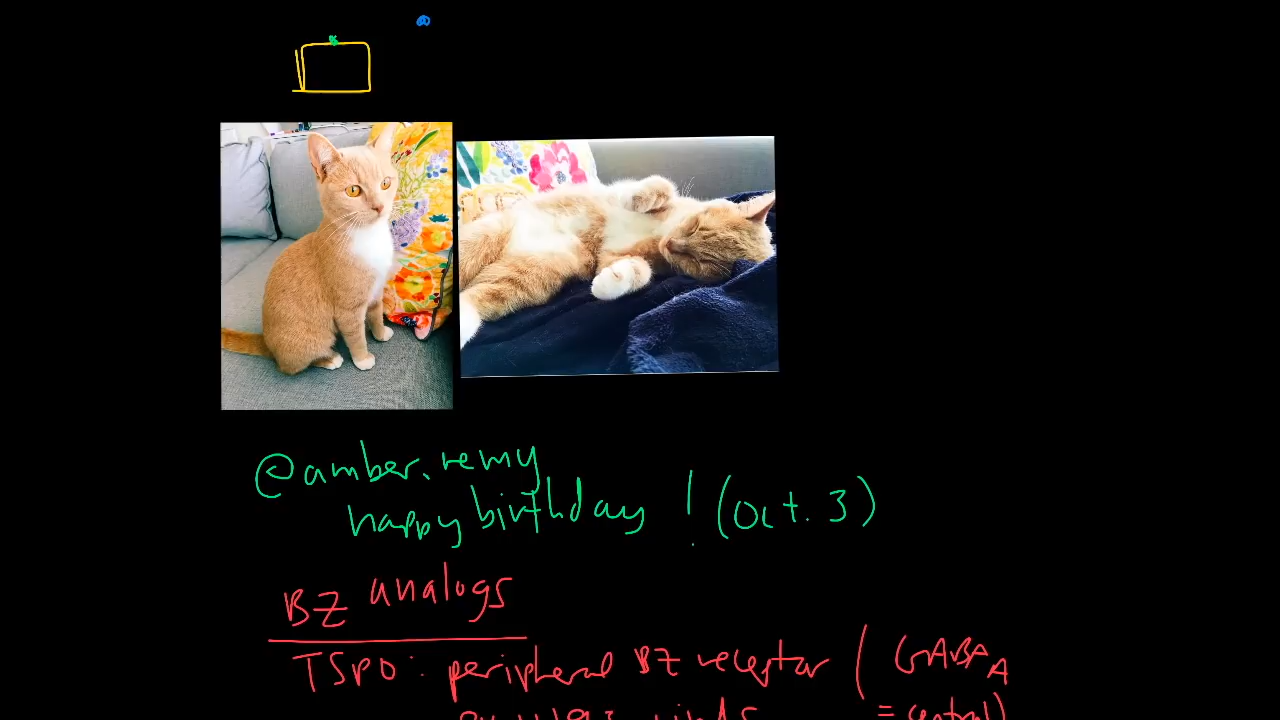 @amber.remy
happy birthday ! (Oct. 3)
BZ analogs
TSPO: peripheral BZ receptor ( GABA_A
= central)